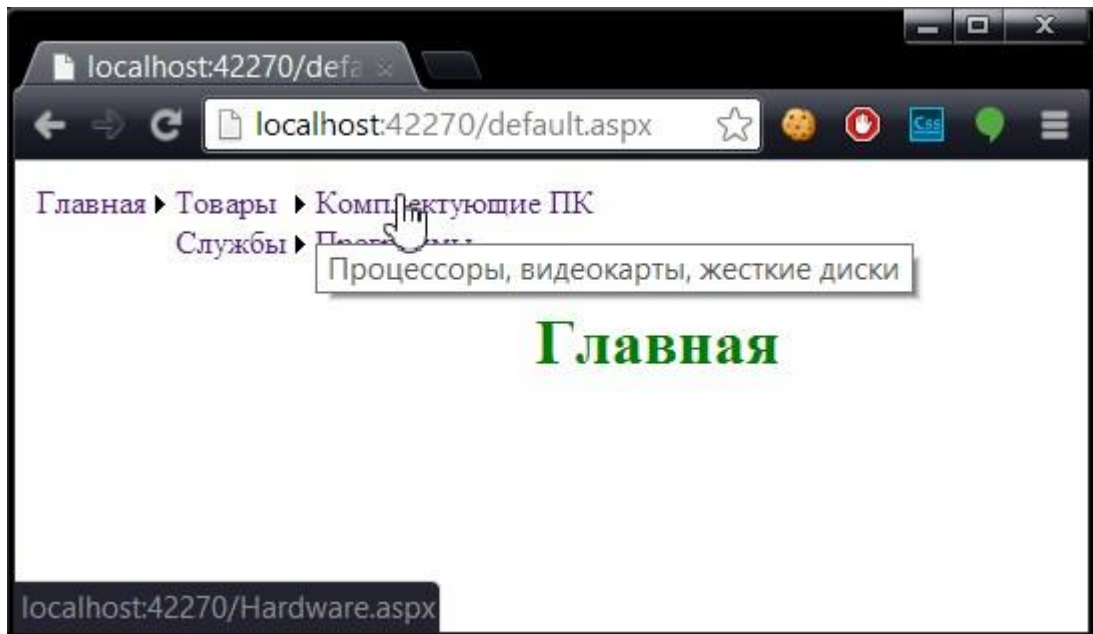 localhost:42270/defa
localhost:42270/default.aspx
Css
Главная Товары Комплектующие ПК
Службы
Процессоры, видеокарты, жесткие диски
Главная
localhost:42270/Hardware.aspx